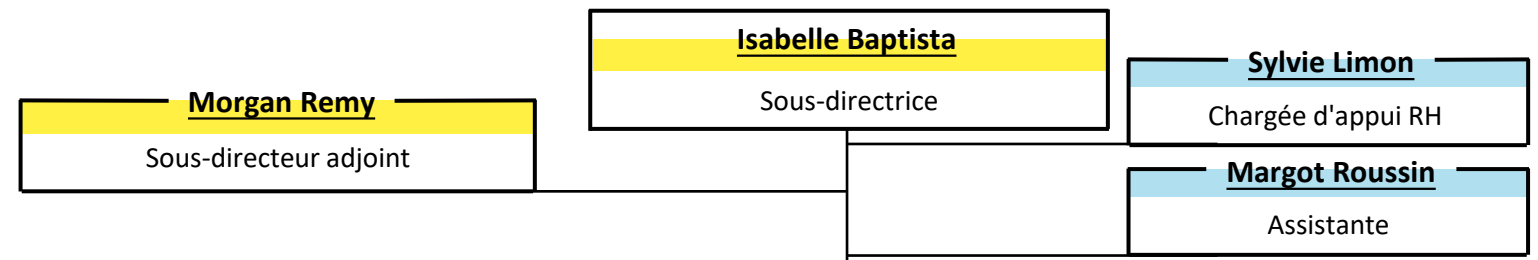 Isabelle Baptista
Sous-directrice
Morgan Remy
Sous-directeur adjoint
Sylvie Limon
Chargée d'appui RH
Margot Roussin
Assistante